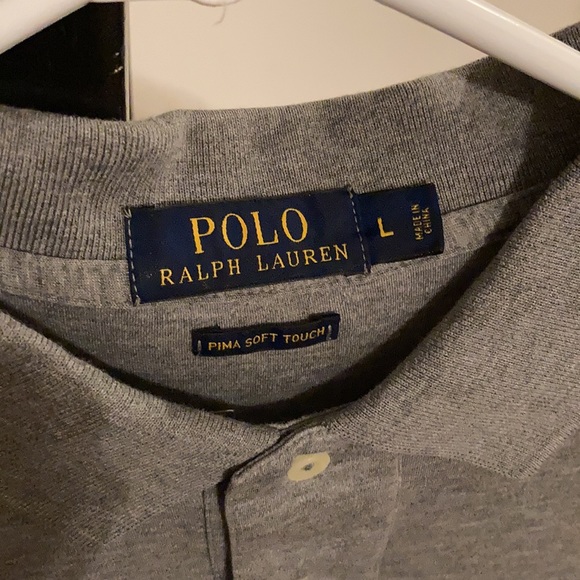 POLO
RALPH LAUREN
L
MADE IN
CHINA
PIMA SOFT TOUCH